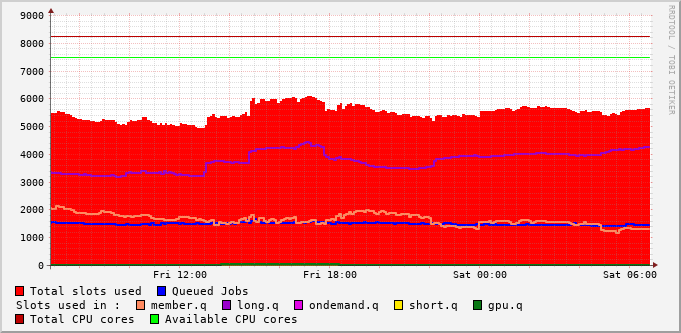 9000
8000
7000
6000
5000
4000
3000
2000
1000
0
Fri 12:00 Fri 18:00 Sat 00:00 Sat 06:00
Total slots used Queued Jobs
Slots used in : member.q long.q ondemand.q short.q gpu.q
Total CPU cores Available CPU cores
RRDTOOL / TOBI OETIKER